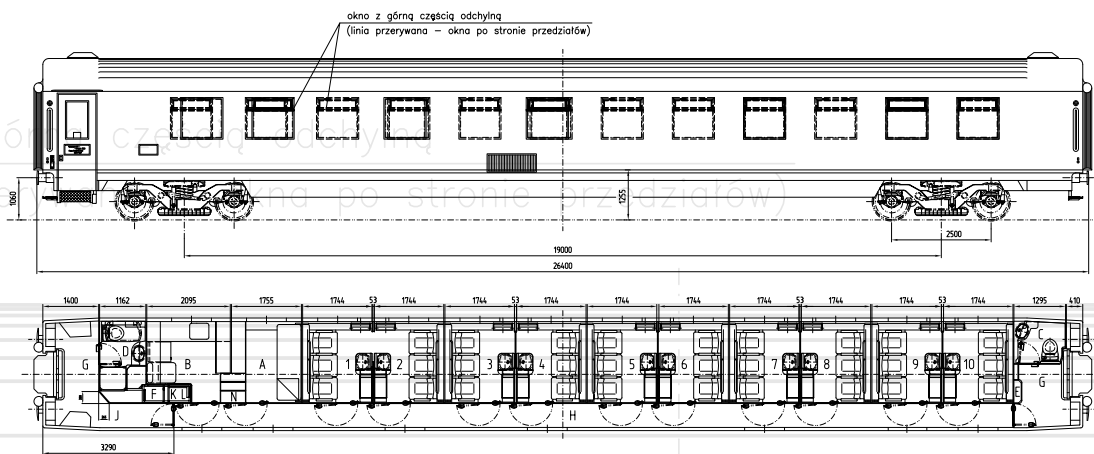 okno z górną częścią odchylną
(linia przerywana – okna po stronie przedziałów)
1060
1255
2500
19000
26400
1400 1162 2095 1755 1744 53 1744 1744 53 1744 1744 1744 1744 53 1744 1744 53 1744 1295 410
G D B A 1 2 3 4 5 6 7 8 9 10 G
F K L N E
J H
3290